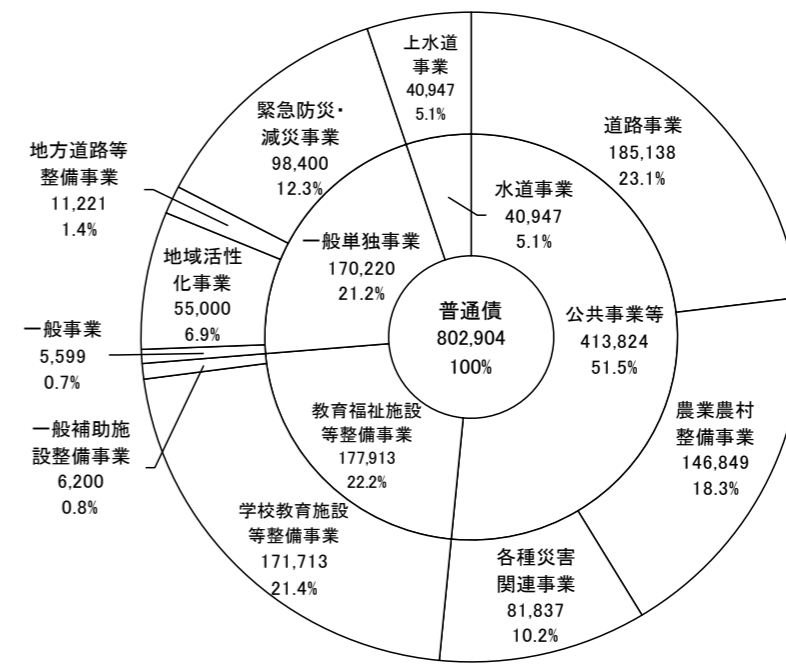 普通債
802,904
100%
公共事業等
413,824
51.5%
教育福祉施設
等整備事業
177,913
22.2%
一般単独事業
170,220
21.2%
水道事業
40,947
5.1%
道路事業
185,138
23.1%
農業農村
整備事業
146,849
18.3%
各種災害
関連事業
81,837
10.2%
学校教育施設
等整備事業
171,713
21.4%
一般補助施
設整備事業
6,200
0.8%
一般事業
5,599
0.7%
地域活性
化事業
55,000
6.9%
地方道路等
整備事業
11,221
1.4%
緊急防災・
減災事業
98,400
12.3%
上水道
事業
40,947
5.1%